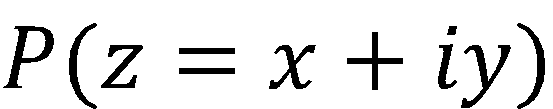 P(z = x + iy)